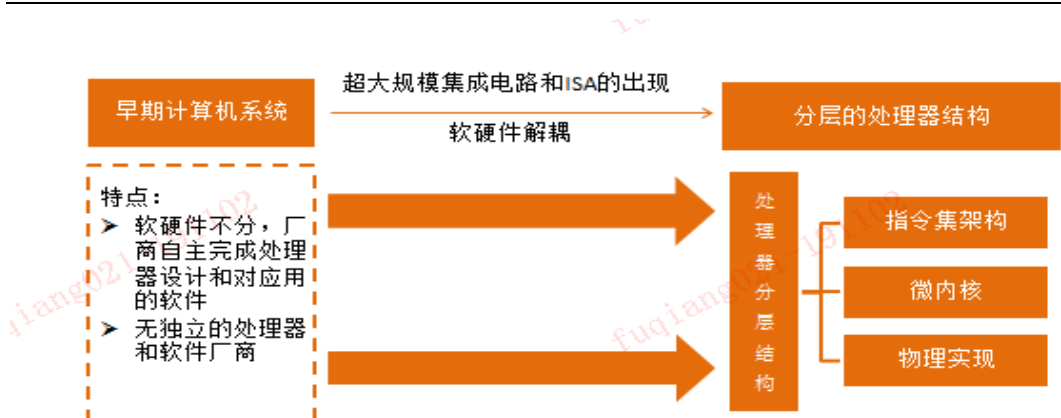 超大规模集成电路和ISA的出现
早期计算机系统
分层的处理器结构
软硬件解耦
特点：
➤ 软硬件不分，厂
商自主完成处理
器设计和对应用
的软件
➤ 无独立的处理器
和软件厂商
处理器分层结构
指令集架构
微内核
物理实现
fuqiang021-191102